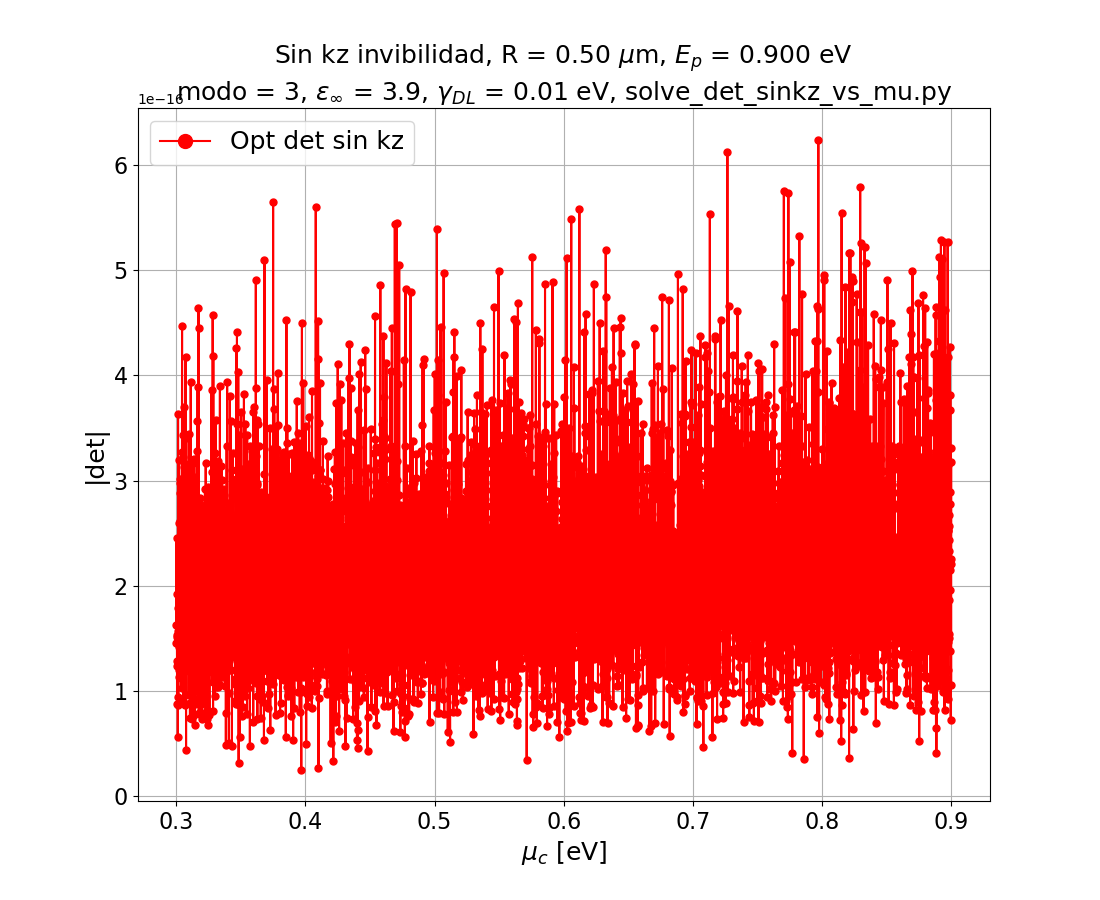 Sin kz invibilidad, R = 0.50 μm, E_p = 0.900 eV
modo = 3, ε_∞ = 3.9, γ_DL = 0.01 eV, solve_det_sinkz_vs_mu.py
1e−16
Opt det sin kz
6
5
4
3
2
1
0
|det|
0.3 0.4 0.5 0.6 0.7 0.8 0.9
μ_c [eV]